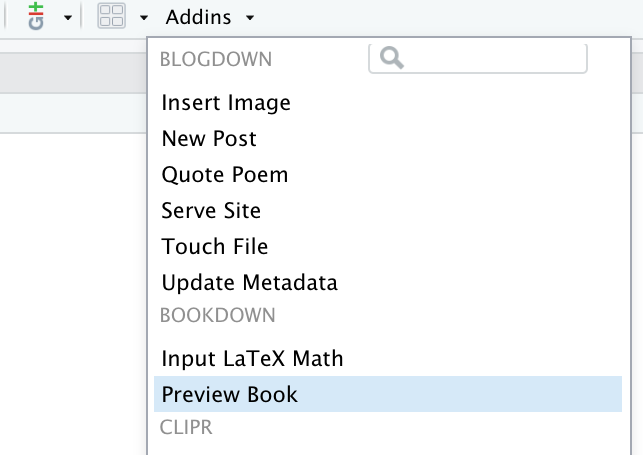 Git Addins
BLOGDOWN
Insert Image
New Post
Quote Poem
Serve Site
Touch File
Update Metadata
BOOKDOWN
Input LaTeX Math
Preview Book
CLIPR